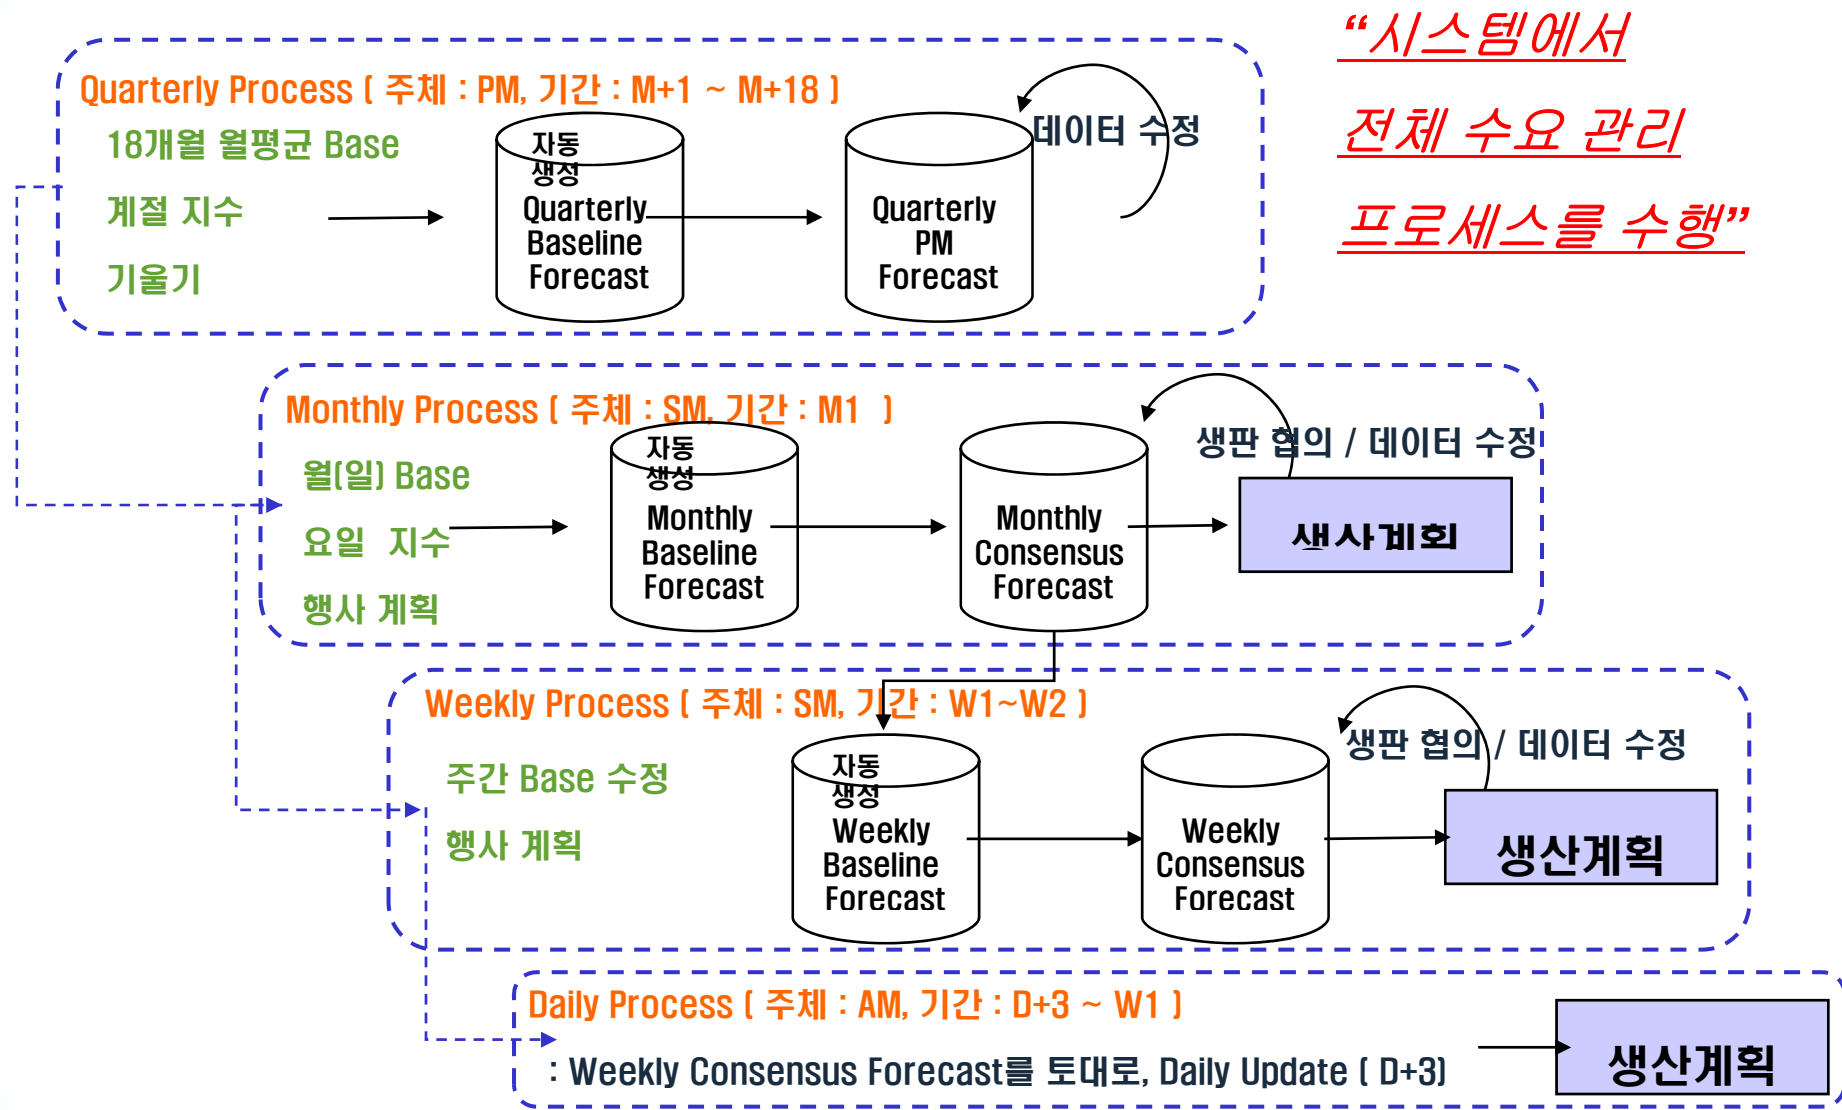 “시스템에서
전체 수요 관리
프로세스를 수행”
Quarterly Process ( 주체 : PM, 기간 : M+1 ~ M+18 )
18개월 월평균 Base
계절 지수
기울기
자동
생성
Quarterly
Baseline
Forecast
Quarterly
PM
Forecast
데이터 수정
Monthly Process ( 주체 : SM, 기간 : M1 )
월(일) Base
요일 지수
행사 계획
자동
생성
Monthly
Baseline
Forecast
Monthly
Consensus
Forecast
생판 협의 / 데이터 수정
생산계획
Weekly Process ( 주체 : SM, 기간 : W1~W2 )
주간 Base 수정
행사 계획
자동
생성
Weekly
Baseline
Forecast
Weekly
Consensus
Forecast
생판 협의 / 데이터 수정
생산계획
Daily Process ( 주체 : AM, 기간 : D+3 ~ W1 )
: Weekly Consensus Forecast를 토대로, Daily Update ( D+3)
생산계획